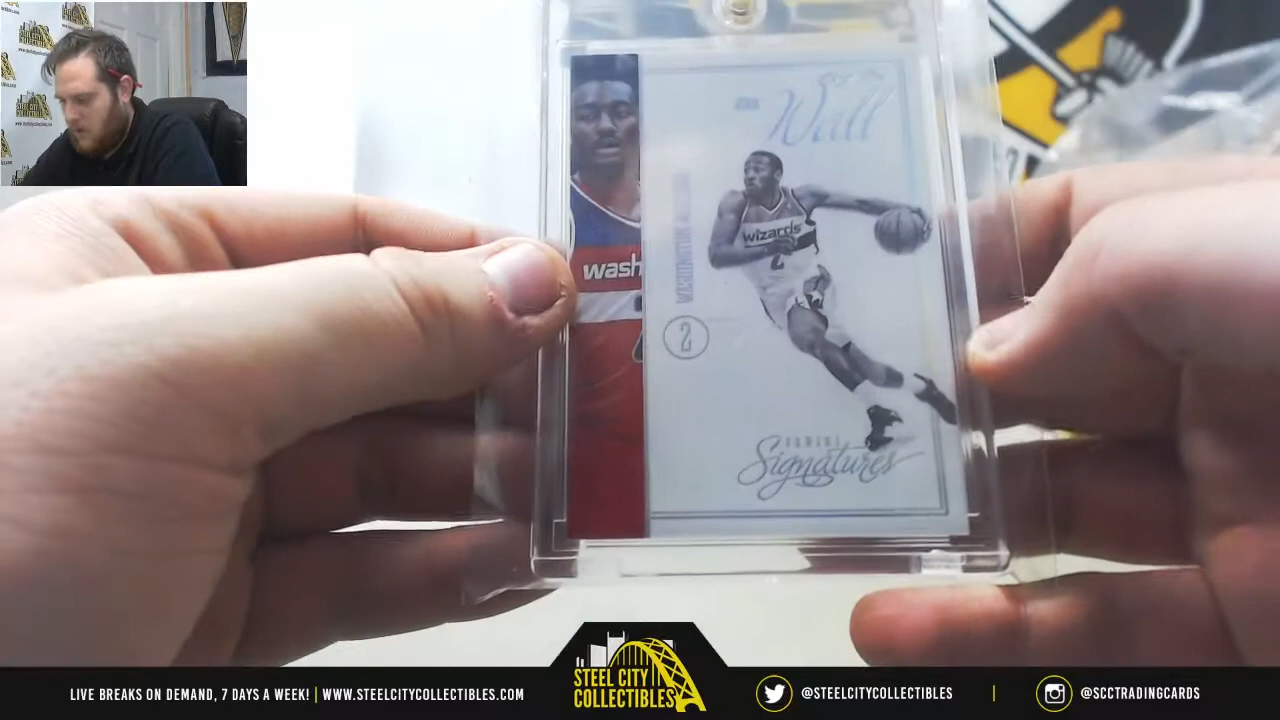 Wall
WASHINGTON WIZARDS
wizards
2
wash
2
PANINI
Signatures
STEEL CITY
COLLECTIBLES
LIVE BREAKS ON DEMAND, 7 DAYS A WEEK! | WWW.STEELCITYCOLLECTIBLES.COM
@STEELCITYCOLLECTIBLES | @SCCTRADINGCARDS